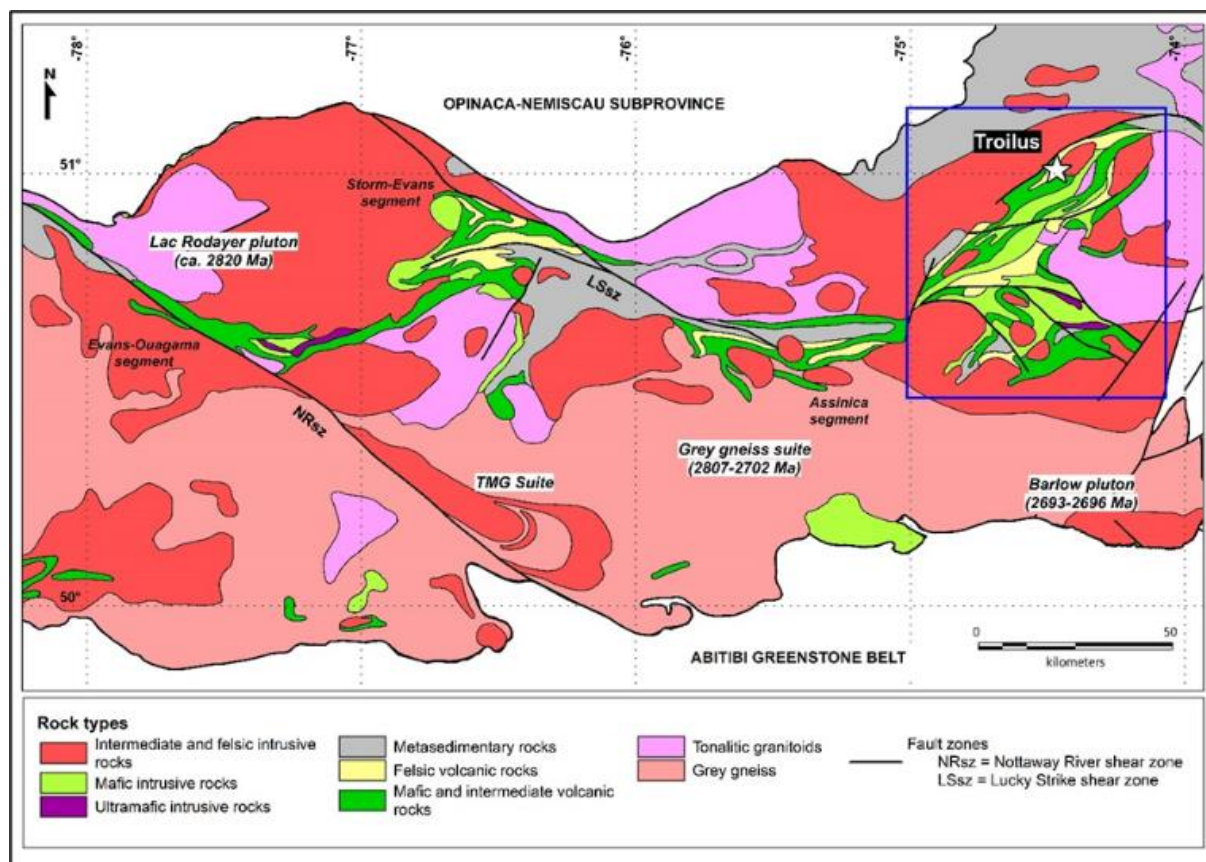 -78°
-77°
-76°
-75°
-74°
N
OPINACA-NEMISCAU SUBPROVINCE
Troilus
51°
Storm-Evans
segment
Lac Rodayer pluton
(ca. 2820 Ma)
LSsz
Evans-Ouagama
segment
NRsz
Assinica
segment
Grey gneiss suite
(2807-2702 Ma)
TMG Suite
Barlow pluton
(2693-2696 Ma)
50°
0
50
kilometers
ABITIBI GREENSTONE BELT
Rock types
Intermediate and felsic intrusive
rocks
Mafic intrusive rocks
Ultramafic intrusive rocks
Metasedimentary rocks
Felsic volcanic rocks
Mafic and intermediate volcanic
rocks
Tonalitic granitoids
Grey gneiss
Fault zones
NRsz = Nottaway River shear zone
LSsz = Lucky Strike shear zone